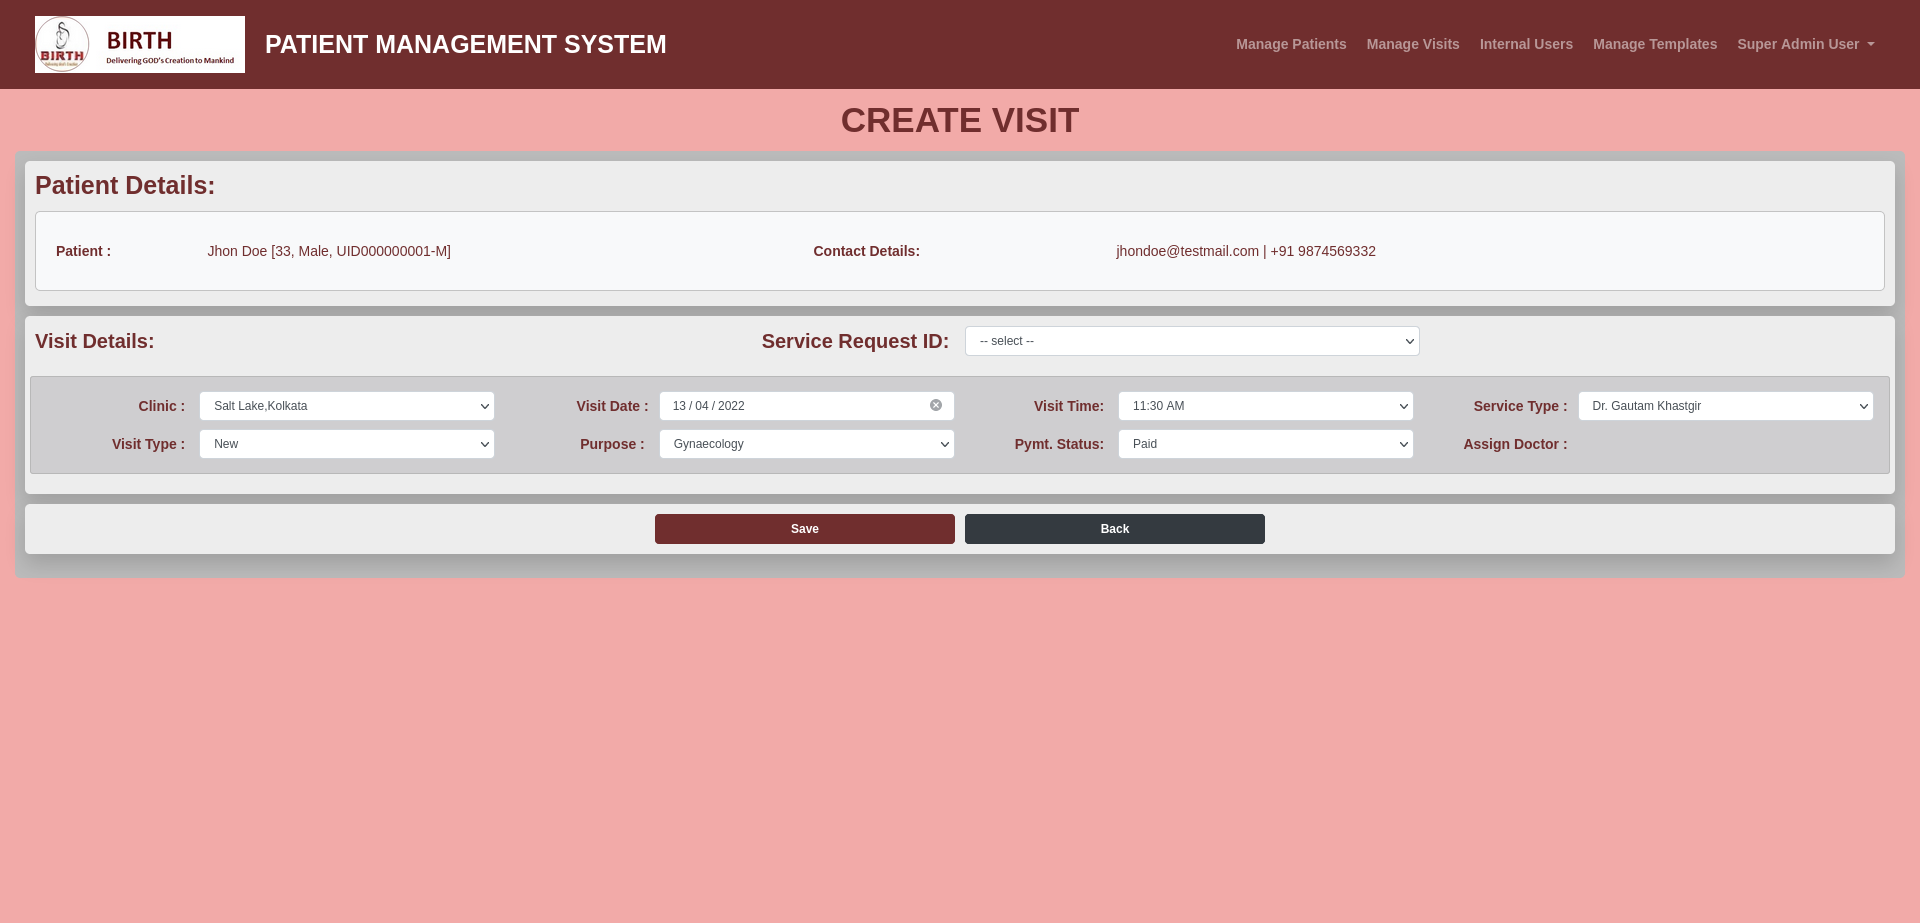 BIRTH
BIRTH
Delivering GOD's Creation to Mankind
PATIENT MANAGEMENT SYSTEM
Manage Patients
Manage Visits
Internal Users
Manage Templates
Super Admin User
CREATE VISIT
Patient Details:
Patient :
Jhon Doe [33, Male, UID000000001-M]
Contact Details:
jhondoe@testmail.com | +91 9874569332
Visit Details:
Service Request ID:
-- select --
Clinic :
Salt Lake,Kolkata
Visit Date :
13 / 04 / 2022
Visit Time:
11:30 AM
Service Type :
Dr. Gautam Khastgir
Visit Type :
New
Purpose :
Gynaecology
Pymt. Status:
Paid
Assign Doctor :
Save
Back